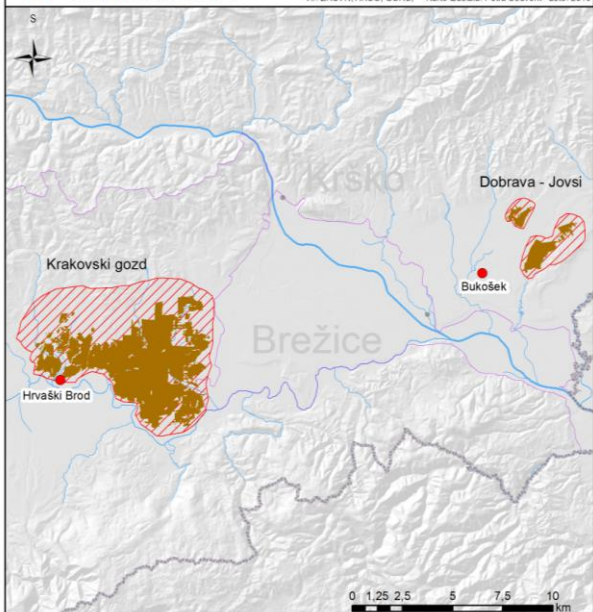 S
Krško
Dobrava - Jovsi
Krakovski gozd
Bukošek
Brežice
Hrvaški Brod
0 1,25 2,5 5 7,5 10
km